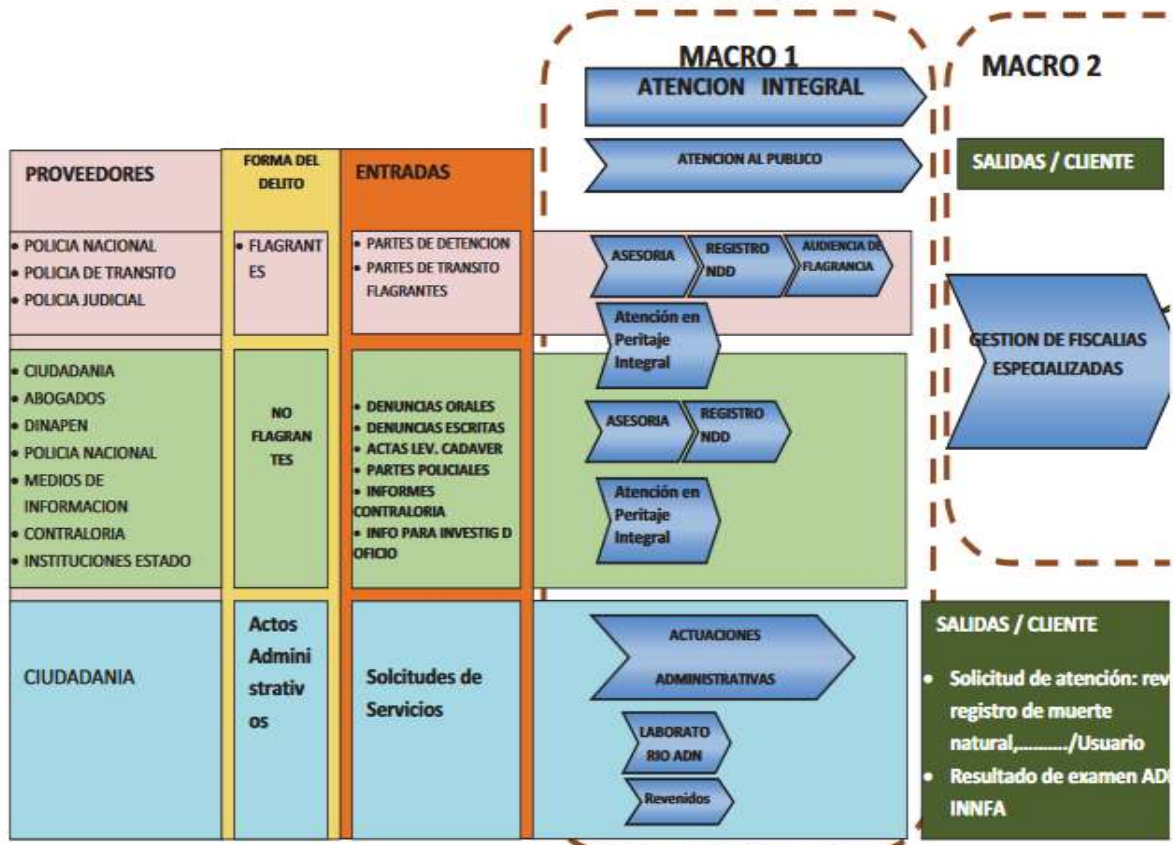 MACRO 1
ATENCION INTEGRAL
MACRO 2
ATENCION AL PUBLICO
SALIDAS / CLIENTE
PROVEEDORES
FORMA DEL
DELITO
ENTRADAS
• POLICIA NACIONAL
• POLICIA DE TRANSITO
• POLICIA JUDICIAL
• FLAGRANT
ES
• PARTES DE DETENCION
• PARTES DE TRANSITO
FLAGRANTES
ASESORIA
REGISTRO
NDD
AUDIENCIA DE
FLAGRANCIA
Atención en
Peritaje
Integral
GESTION DE FISCALIAS
ESPECIALIZADAS
• CIUDADANIA
• ABOGADOS
• DINAPEN
• POLICIA NACIONAL
• MEDIOS DE
INFORMACION
• CONTRALORIA
• INSTITUCIONES ESTADO
NO
FLAGRAN
TES
• DENUNCIAS ORALES
• DENUNCIAS ESCRITAS
• ACTAS LEV. CADAVER
• PARTES POLICIALES
• INFORMES
CONTRALORIA
• INFO PARA INVESTIG D
OFICIO
ASESORIA
REGISTRO
NDD
Atención en
Peritaje
Integral
CIUDADANIA
Actos
Admini
strativ
os
Solcitudes de
Servicios
ACTUACIONES
ADMINISTRATIVAS
LABORATO
RIO ADN
Revenidos
SALIDAS / CLIENTE
• Solicitud de atención:
registro de muerte
natural,........../Usuario
• Resultado de examen
INNFA